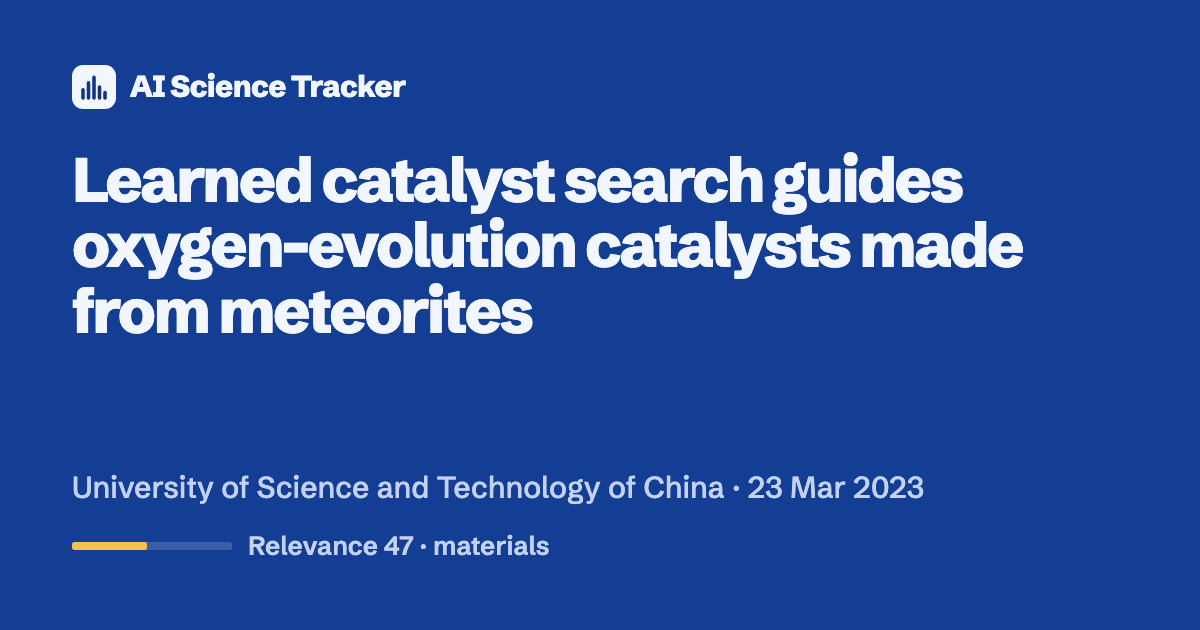 AI Science Tracker
Learned catalyst search guides
oxygen-evolution catalysts made
from meteorites
University of Science and Technology of China · 23 Mar 2023
Relevance 47 · materials